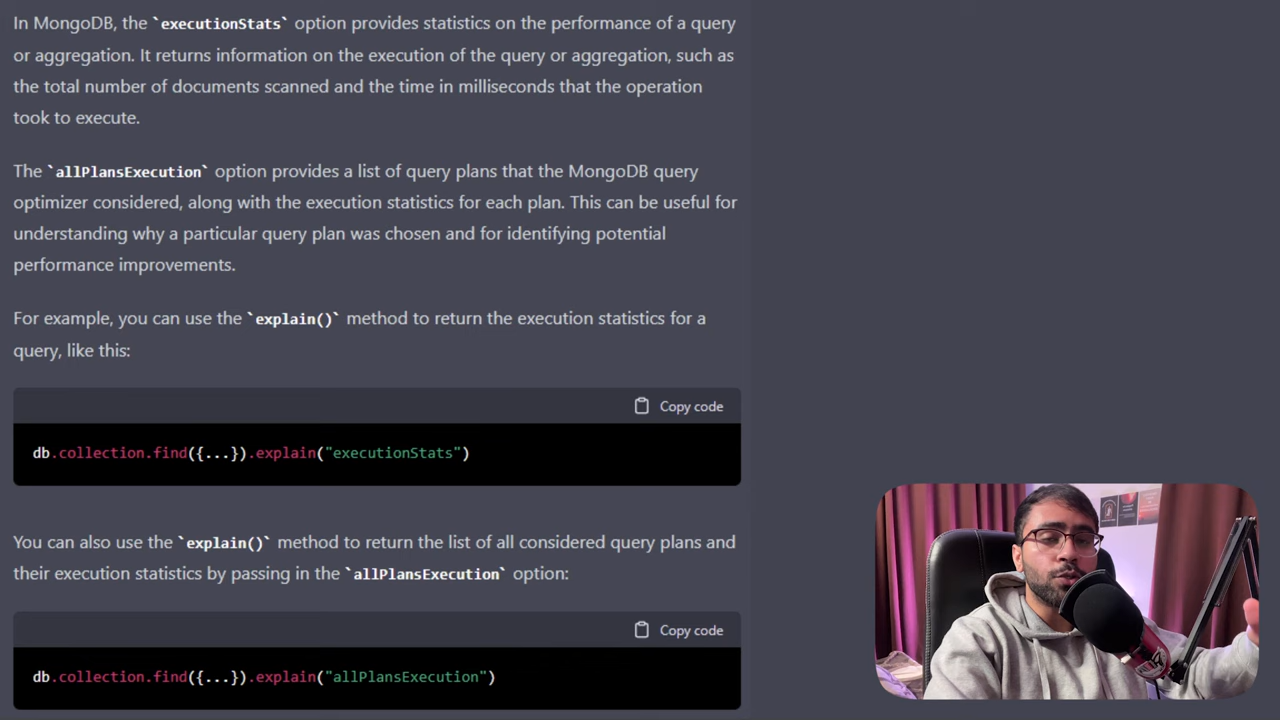 In MongoDB, the `executionStats` option provides statistics on the performance of a query
or aggregation. It returns information on the execution of the query or aggregation, such as
the total number of documents scanned and the time in milliseconds that the operation
took to execute.
The `allPlansExecution` option provides a list of query plans that the MongoDB query
optimizer considered, along with the execution statistics for each plan. This can be useful for
understanding why a particular query plan was chosen and for identifying potential
performance improvements.
For example, you can use the `explain()` method to return the execution statistics for a
query, like this:
Copy code
db.collection.find({...}).explain("executionStats")
You can also use the `explain()` method to return the list of all considered query plans and
their execution statistics by passing in the `allPlansExecution` option:
Copy code
db.collection.find({...}).explain("allPlansExecution")